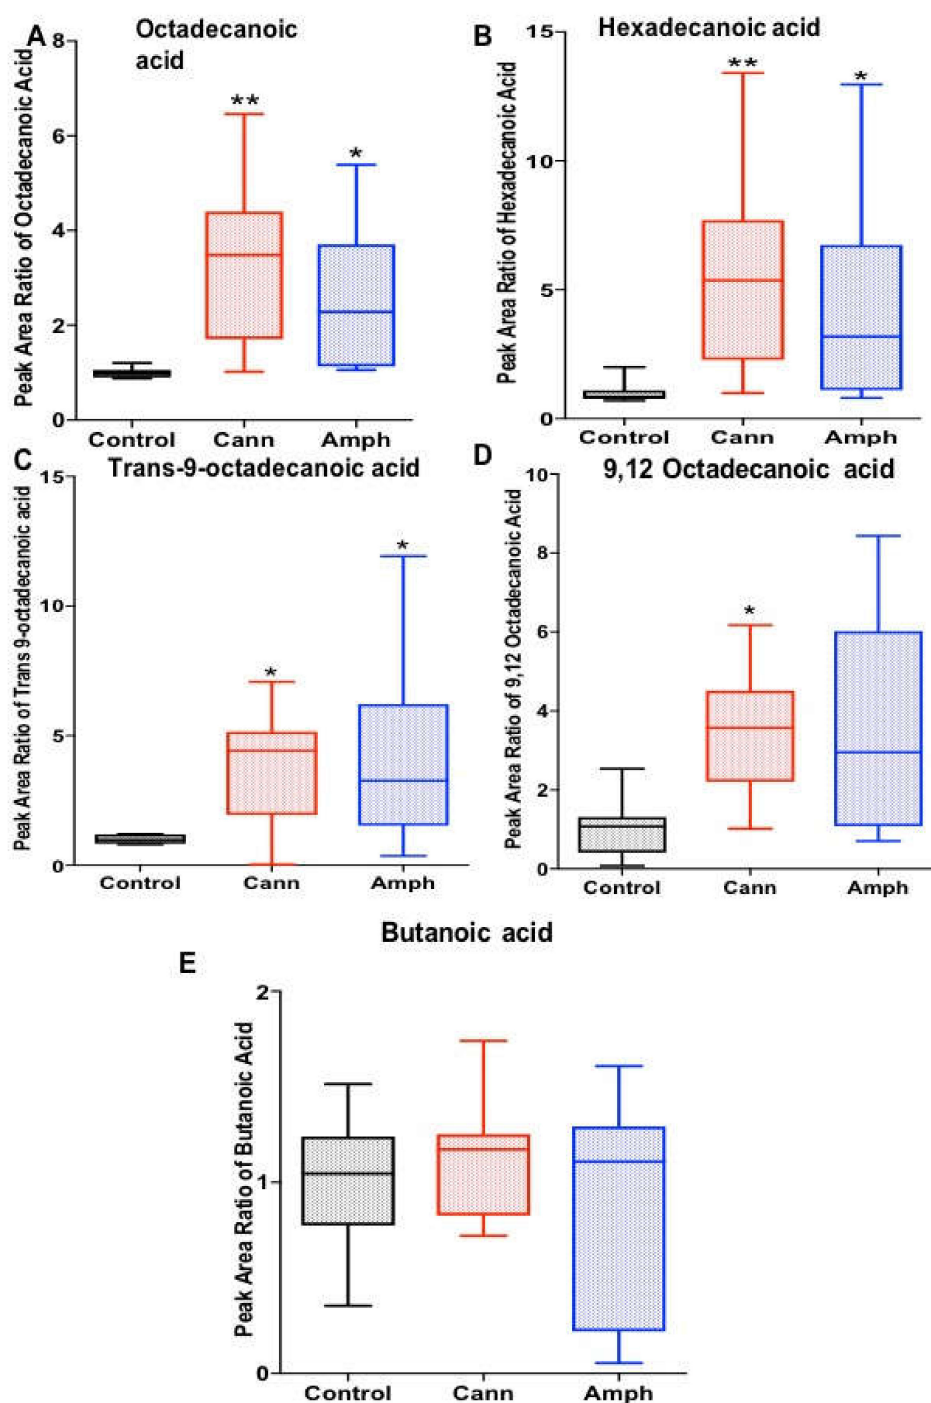 A
Octadecanoic
acid
Peak Area Ratio of Octadecanoic Acid
8
6
4
2
0
**
*
Control Cann Amph
B
Hexadecanoic acid
Peak Area Ratio of Hexadecanoic Acid
15
10
5
0
**
*
Control Cann Amph
C
Trans-9-octadecanoic acid
Peak Area Ratio of Trans 9-octadecanoic acid
15
10
5
0
*
*
Control Cann Amph
D
9,12 Octadecanoic acid
Peak Area Ratio of 9,12 Octadecanoic Acid
10
8
6
4
2
0
*
Control Cann Amph
Butanoic acid
E
Peak Area Ratio of Butanoic Acid
2
1
0
Control Cann Amph